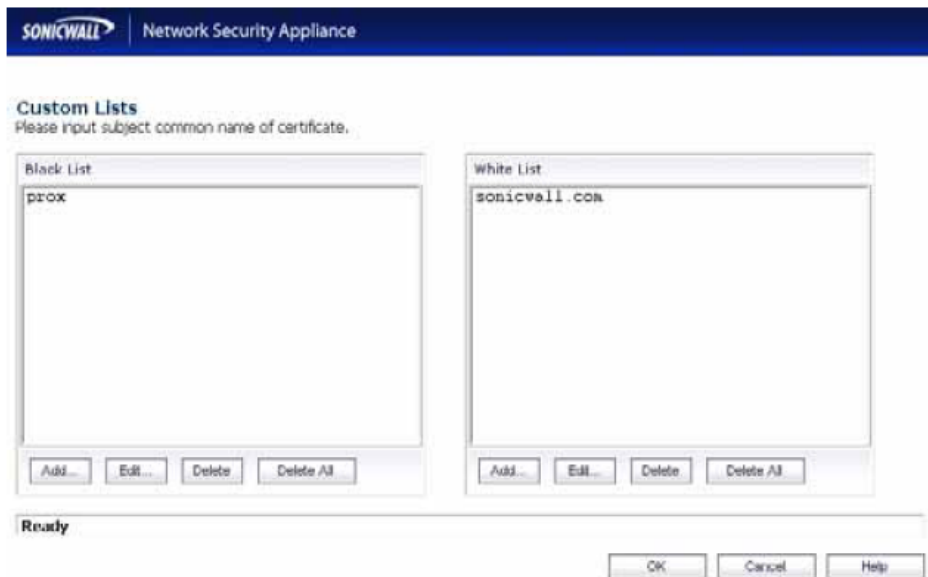 SONICWALL Network Security Appliance
Custom Lists
Please input subject common name of certificate.
Black List
White List
prox
sonicwall.com
Add... Edit... Delete Delete All
Add... Edit... Delete Delete All
Ready
OK Cancel Help